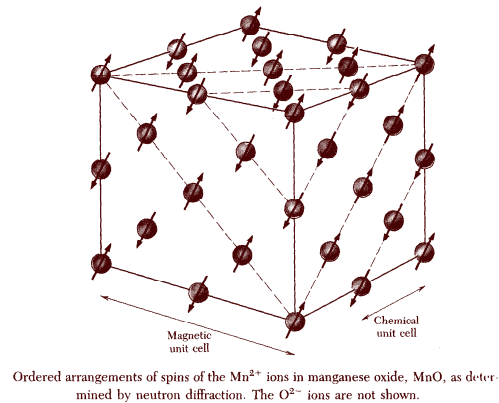 Magnetic
unit cell
Chemical
unit cell
Ordered arrangements of spins of the Mn²⁺ ions in manganese oxide, MnO, as deter-
mined by neutron diffraction. The O²⁻ ions are not shown.